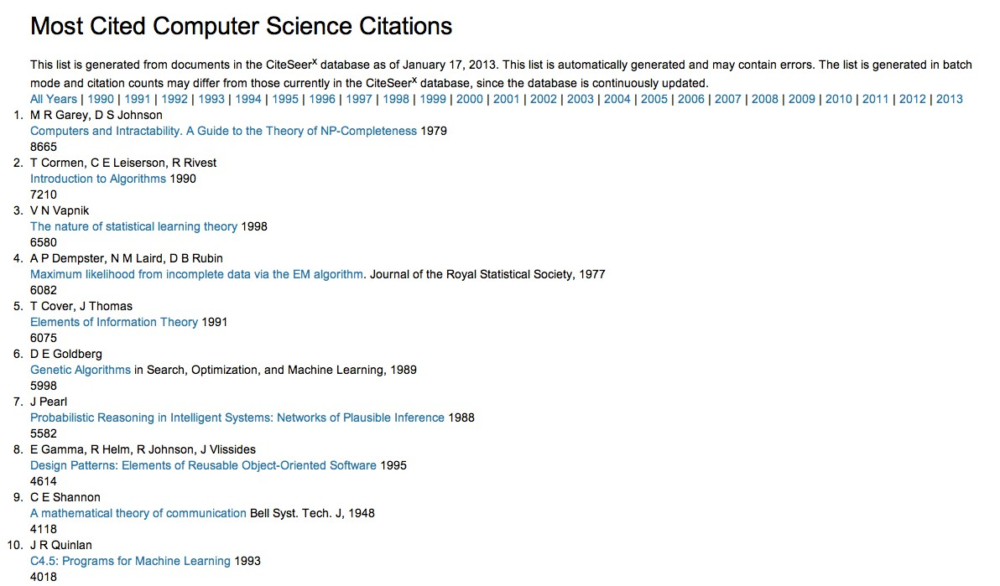 Most Cited Computer Science Citations
This list is generated from documents in the CiteSeerX database as of January 17, 2013. This list is automatically generated and may contain errors. The list is generated in batch
mode and citation counts may differ from those currently in the CiteSeerX database, since the database is continuously updated.
All Years | 1990 | 1991 | 1992 | 1993 | 1994 | 1995 | 1996 | 1997 | 1998 | 1999 | 2000 | 2001 | 2002 | 2003 | 2004 | 2005 | 2006 | 2007 | 2008 | 2009 | 2010 | 2011 | 2012 | 2013
1. M R Garey, D S Johnson
Computers and Intractability. A Guide to the Theory of NP-Completeness 1979
8665
2. T Cormen, C E Leiserson, R Rivest
Introduction to Algorithms 1990
7210
3. V N Vapnik
The nature of statistical learning theory 1998
6580
4. A P Dempster, N M Laird, D B Rubin
Maximum likelihood from incomplete data via the EM algorithm. Journal of the Royal Statistical Society, 1977
6082
5. T Cover, J Thomas
Elements of Information Theory 1991
6075
6. D E Goldberg
Genetic Algorithms in Search, Optimization, and Machine Learning, 1989
5998
7. J Pearl
Probabilistic Reasoning in Intelligent Systems: Networks of Plausible Inference 1988
5582
8. E Gamma, R Helm, R Johnson, J Vlissides
Design Patterns: Elements of Reusable Object-Oriented Software 1995
4614
9. C E Shannon
A mathematical theory of communication Bell Syst. Tech. J, 1948
4118
10. J R Quinlan
C4.5: Programs for Machine Learning 1993
4018